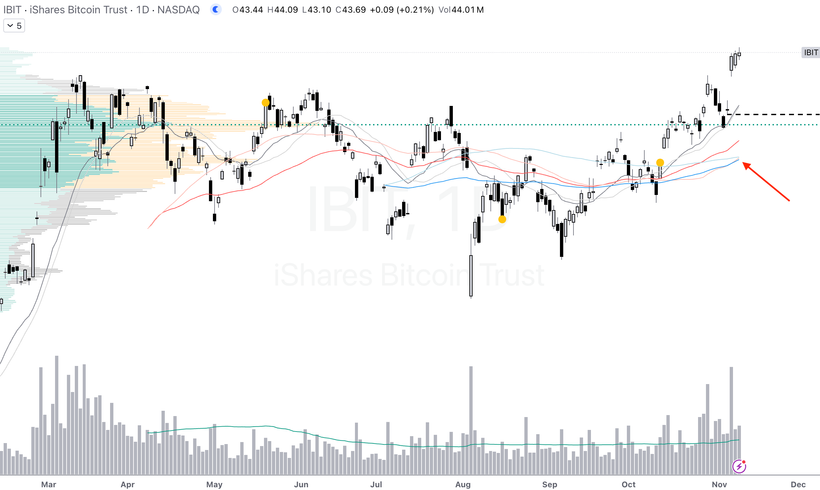 IBIT · iShares Bitcoin Trust · 1D · NASDAQ O43.44 H44.09 L43.10 C43.69 +0.09 (+0.21%) Vol44.01M
5
IBIT
IBIT, 1D
iShares Bitcoin Trust
Mar Apr May Jun Jul Aug Sep Oct Nov Dec